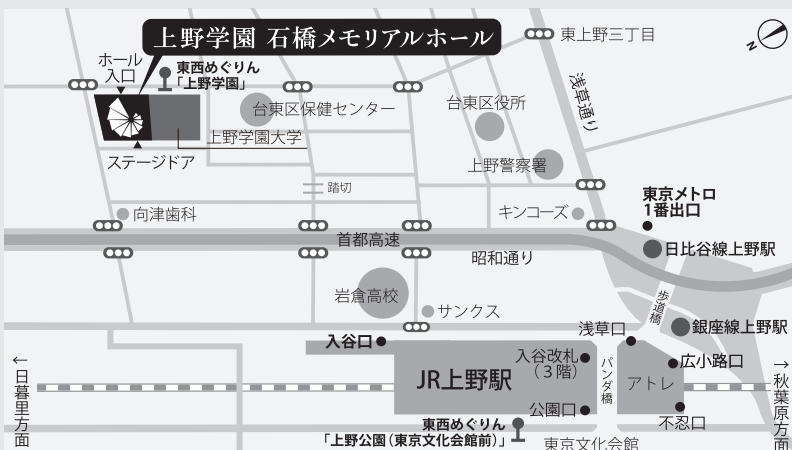 上野学園 石橋メモリアルホール
東上野三丁目
N
ホール
入口
東西めぐりん
「上野学園」
浅草通り
台東区保健センター
台東区役所
上野学園大学
ステージドア
上野警察署
踏切
東京メトロ
1番出口
向津歯科
キンコーズ
首都高速
日比谷線上野駅
昭和通り
岩倉高校
歩道橋
サンクス
銀座線上野駅
浅草口
入谷口
入谷改札
（3階）
パンダ橋
広小路口
←日暮里方面
JR上野駅
アトレ
→秋葉原方面
公園口
不忍口
東西めぐりん
「上野公園（東京文化会館前）」
東京文化会館